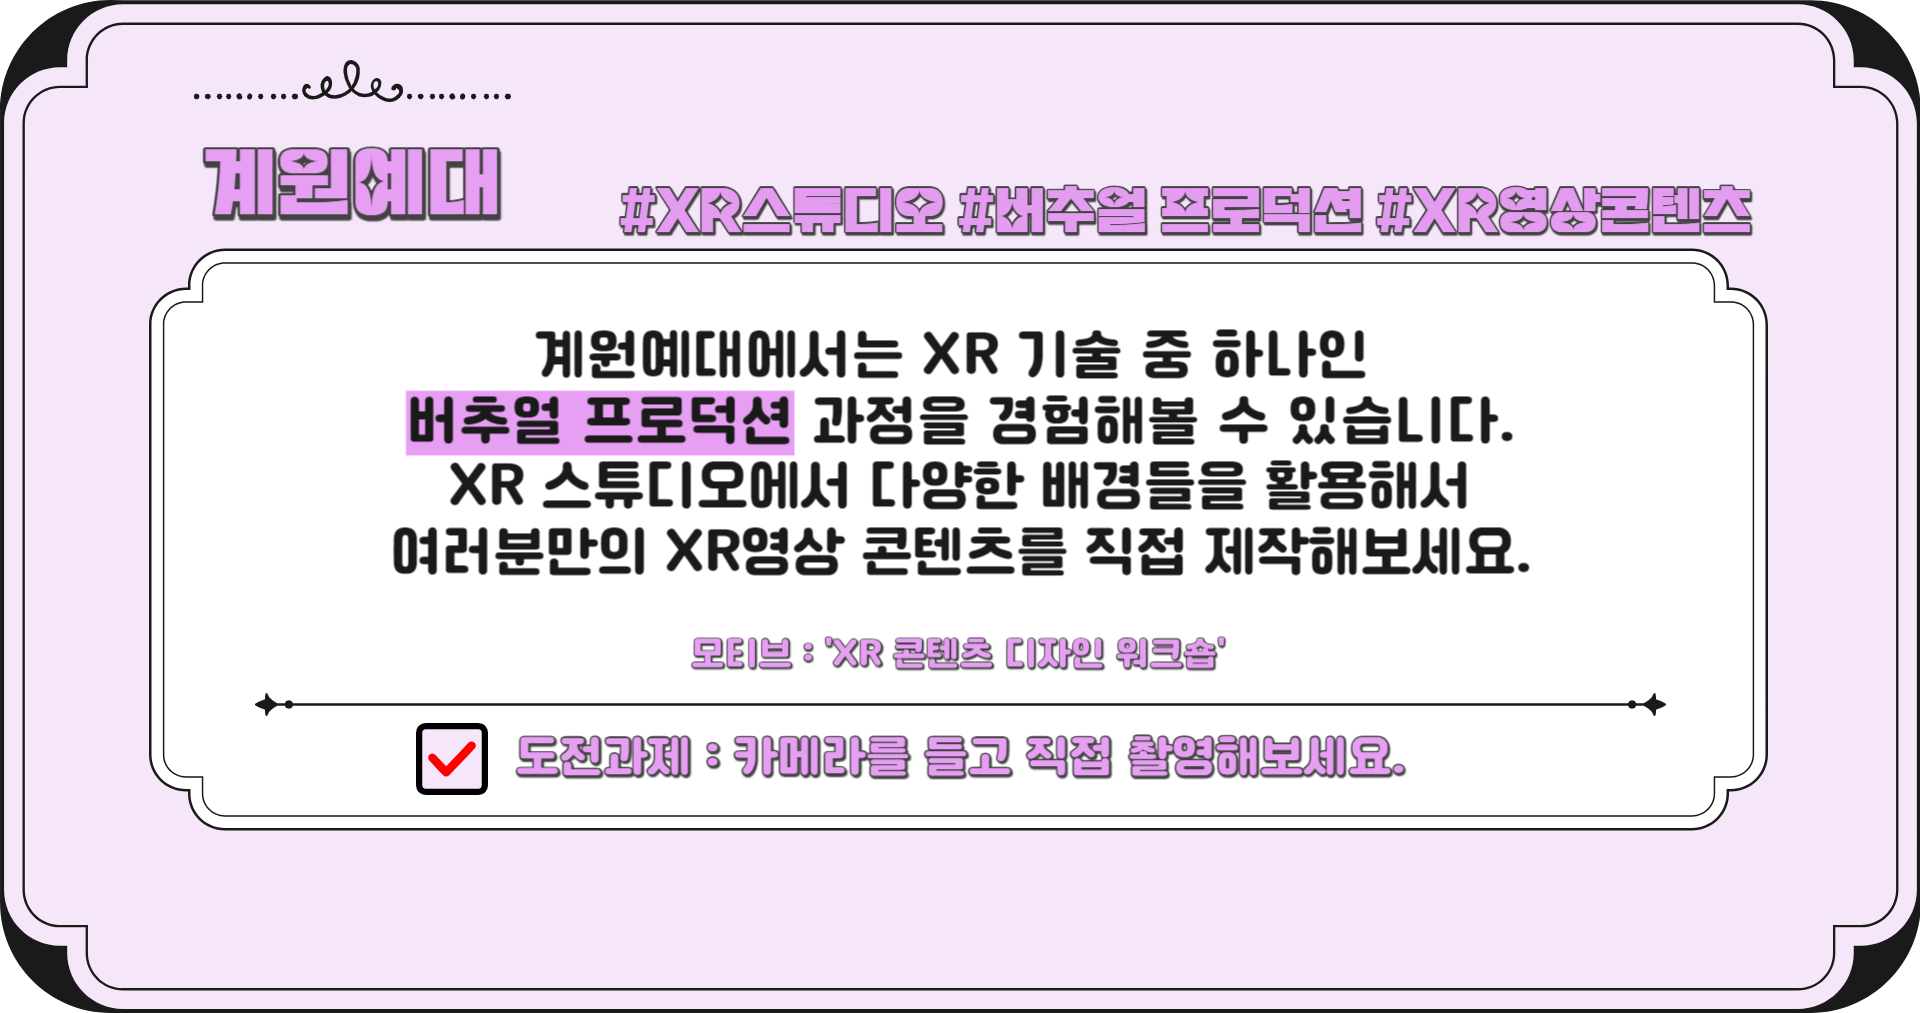 계원예대
#XR스튜디오 #버추얼 프로덕션 #XR영상콘텐츠
계원예대에서는 XR 기술 중 하나인
버추얼 프로덕션 과정을 경험해볼 수 있습니다.
XR 스튜디오에서 다양한 배경들을 활용해서
여러분만의 XR영상 콘텐츠를 직접 제작해보세요.
모티브 : 'XR 콘텐츠 디자인 워크숍'
도전과제 : 카메라를 들고 직접 촬영해보세요.